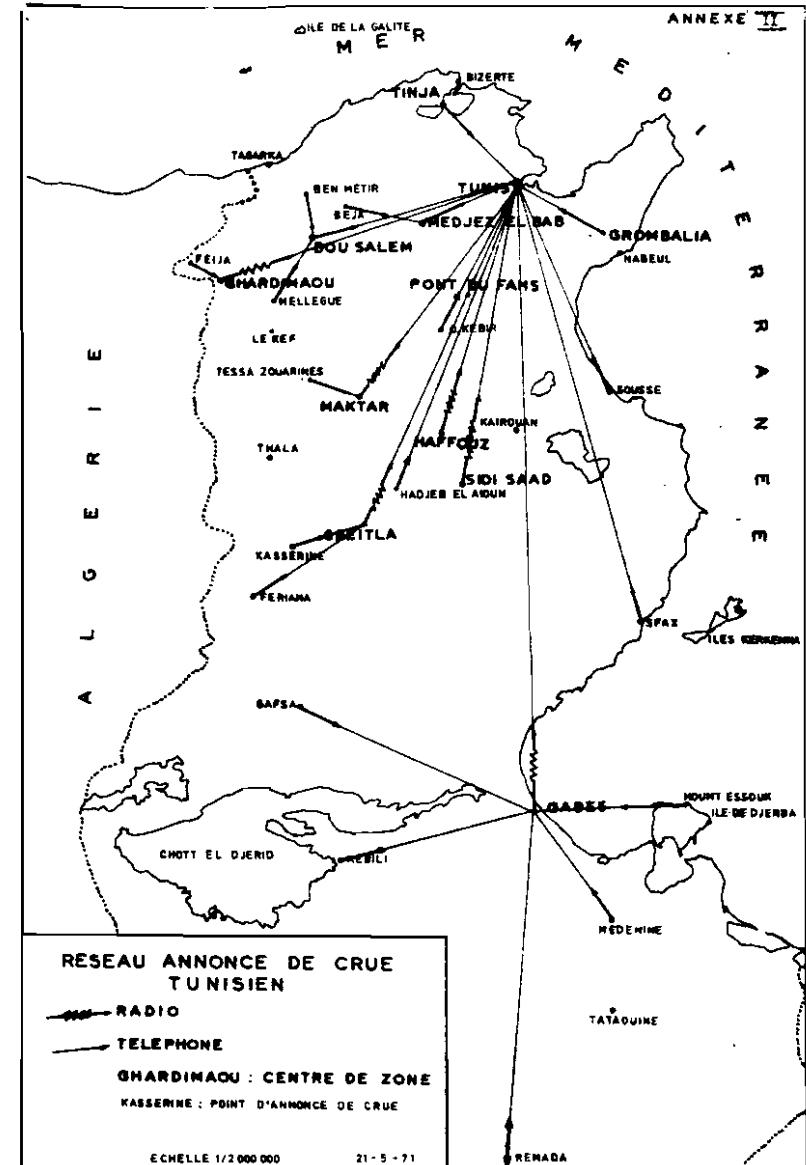 ANNEXE II
ILE DE LA GALITE
MER MEDITERRANEE
BIZERTE
TINJA
TABARKA
TUNIS
BEN METIR
BEJA
MEDJEZ EL BAB
GROMBALIA
NABEUL
BOU SALEM
FEIJA
GHARDIMAOU
MELLEGUE
PONT DU FAHS
KEBIR
LE KEF
TESSA ZOUARINES
MAKTAR
SOUSSE
KAIROUAN
HAFFOUZ
THALA
SIDI SAAD
HADJEB EL AIOUN
SBEITLA
KASSERINE
FERIANA
ALGERIE
SFAX
ILES KERKENNA
GAFSA
GABES
HOUMT ESSOUK
ILE DE DJERBA
CHOTT EL DJERID
KEBILI
MEDENINE
TATAOUINE
REMADA
RESEAU ANNONCE DE CRUE
TUNISIEN
RADIO
TELEPHONE
GHARDIMAOU : CENTRE DE ZONE
KASSERINE : POINT D'ANNONCE DE CRUE
ECHELLE 1/2 000 000 21-5-71